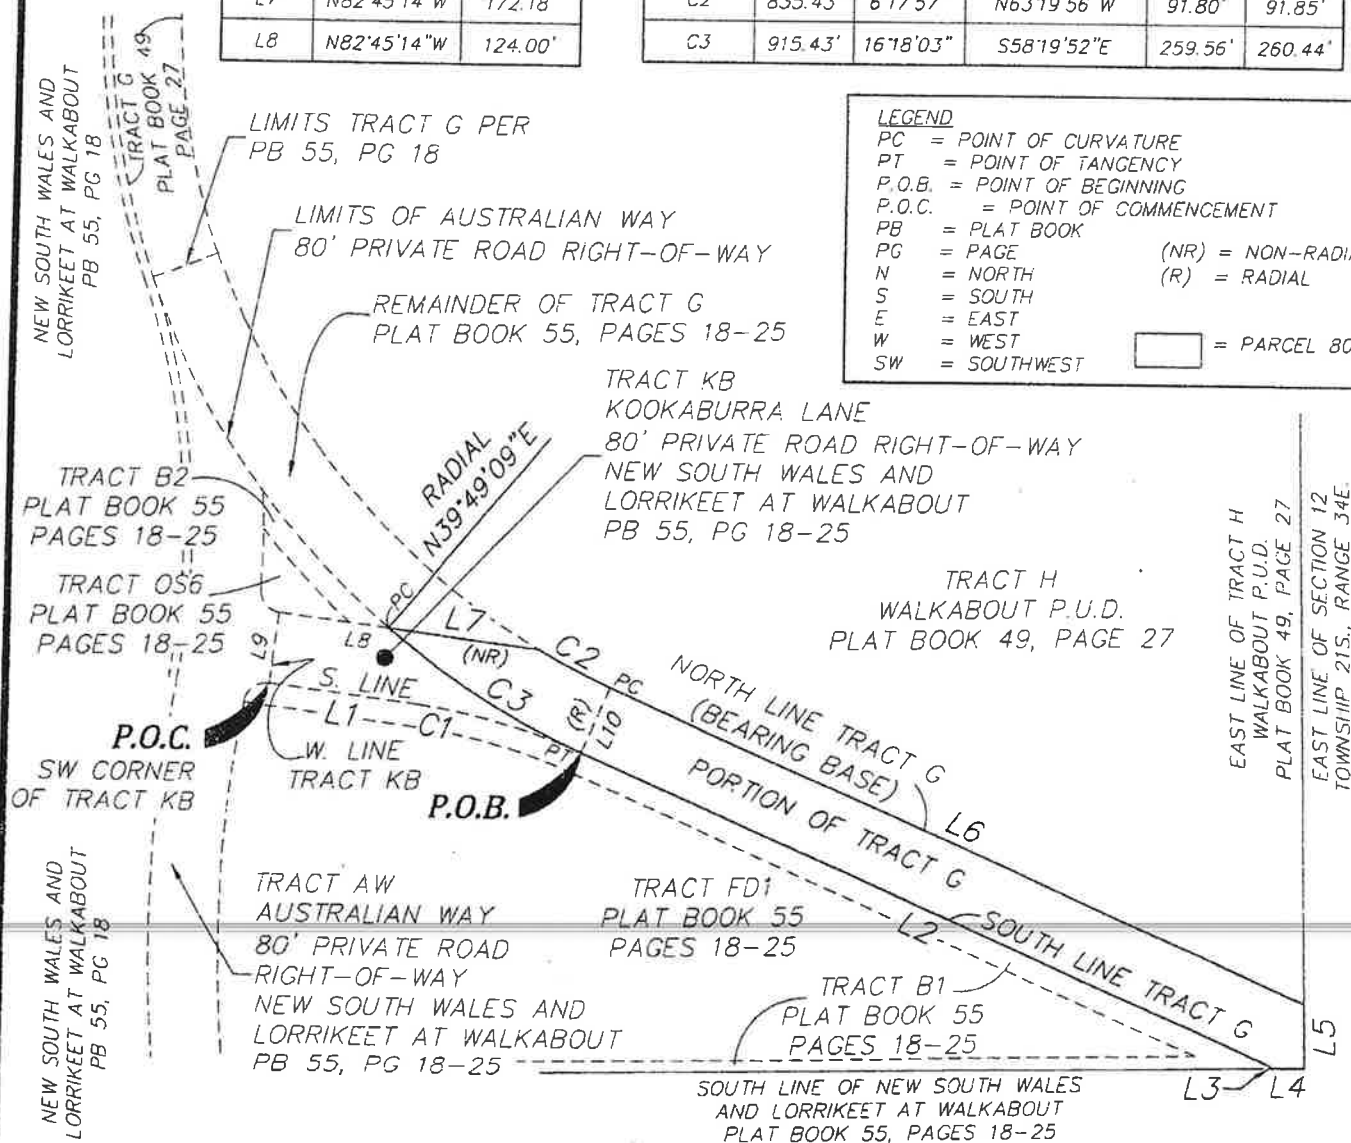 L7 N82°45'14"W 172.18'
L8 N82°45'14"W 124.00'
C2 835.43' 6°17'57" N63°19'56"W 91.80' 91.85'
C3 915.43' 16°18'03" S58°19'52"E 259.56' 260.44'
NEW SOUTH WALES AND
LORRIKEET AT WALKABOUT
PB 55, PG 18
TRACT G
PLAT BOOK 49
PAGE 27
LIMITS TRACT G PER
PB 55, PG 18
LIMITS OF AUSTRALIAN WAY
80' PRIVATE ROAD RIGHT-OF-WAY
REMAINDER OF TRACT G
PLAT BOOK 55, PAGES 18-25
LEGEND
PC = POINT OF CURVATURE
PT = POINT OF TANGENCY
P.O.B. = POINT OF BEGINNING
P.O.C. = POINT OF COMMENCEMENT
PB = PLAT BOOK
PG = PAGE (NR) = NON-RADIA
N = NORTH (R) = RADIAL
S = SOUTH
E = EAST
W = WEST = PARCEL 80
SW = SOUTHWEST
TRACT KB
KOOKABURRA LANE
80' PRIVATE ROAD RIGHT-OF-WAY
NEW SOUTH WALES AND
LORRIKEET AT WALKABOUT
PB 55, PG 18-25
RADIAL
N39°49'09"E
TRACT B2
PLAT BOOK 55
PAGES 18-25
TRACT OS6
PLAT BOOK 55
PAGES 18-25
TRACT H
WALKABOUT P.U.D.
PLAT BOOK 49, PAGE 27
EAST LINE OF TRACT H
WALKABOUT P.U.D.
PLAT BOOK 49, PAGE 27
EAST LINE OF SECTION 12
TOWNSHIP 21S., RANGE 34E.
PC
L7
(NR)
L8
L9
C2
PC
C3
(R)
L10
PT
S. LINE
L1
C1
NORTH LINE TRACT G
(BEARING BASE)
L6
PORTION OF TRACT G
P.O.C.
SW CORNER
OF TRACT KB
W. LINE
TRACT KB
P.O.B.
NEW SOUTH WALES AND
LORRIKEET AT WALKABOUT
PB 55, PG 18
TRACT AW
AUSTRALIAN WAY
80' PRIVATE ROAD
RIGHT-OF-WAY
NEW SOUTH WALES AND
LORRIKEET AT WALKABOUT
PB 55, PG 18-25
TRACT FD1
PLAT BOOK 55
PAGES 18-25
L2
SOUTH LINE TRACT G
TRACT B1
PLAT BOOK 55
PAGES 18-25
L5
L3
L4
SOUTH LINE OF NEW SOUTH WALES
AND LORRIKEET AT WALKABOUT
PLAT BOOK 55, PAGES 18-25